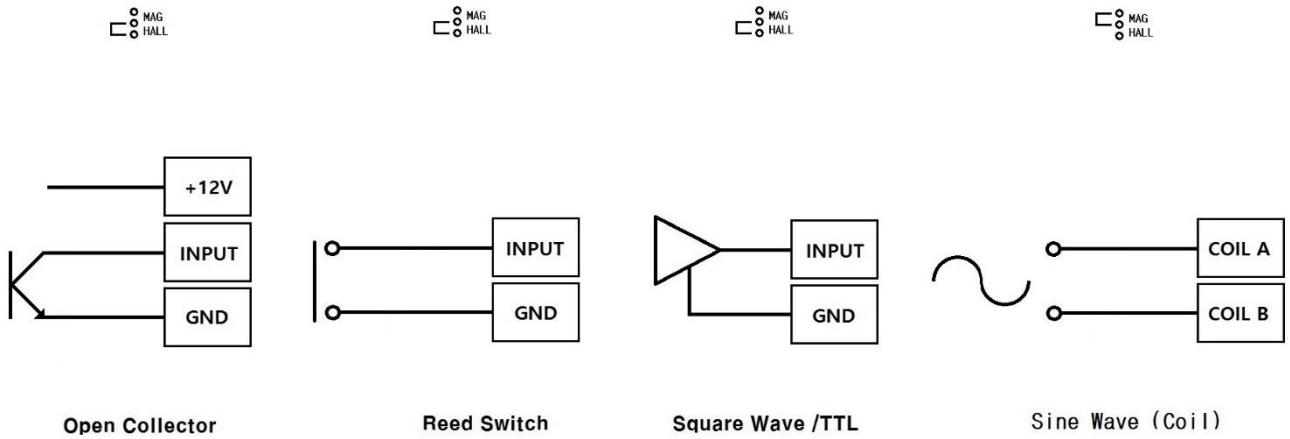 MAG
HALL
MAG
HALL
MAG
HALL
MAG
HALL
+12V
INPUT
GND
INPUT
GND
INPUT
GND
COIL A
COIL B
Open Collector
Reed Switch
Square Wave /TTL
Sine Wave (Coil)